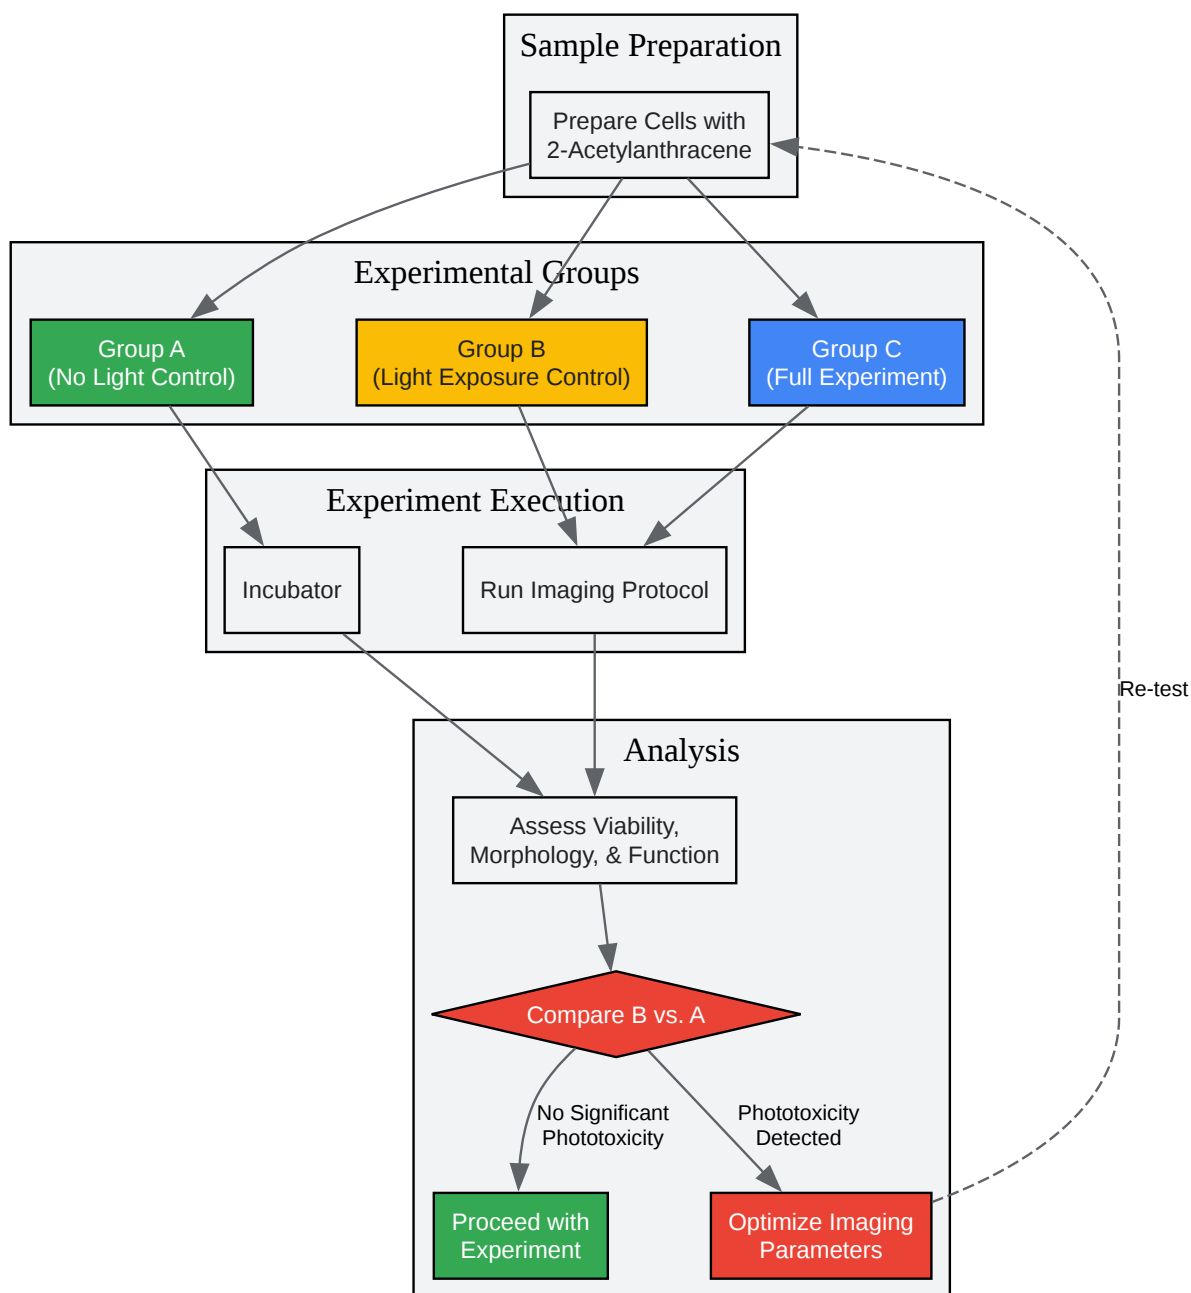 Sample Preparation
Prepare Cells with
2-Acetylanthracene
Experimental Groups
Group A
(No Light Control)
Group B
(Light Exposure Control)
Group C
(Full Experiment)
Experiment Execution
Incubator
Run Imaging Protocol
Re-test
Analysis
Assess Viability,
Morphology, & Function
Compare B vs. A
No Significant
Phototoxicity
Phototoxicity
Detected
Proceed with
Experiment
Optimize Imaging
Parameters